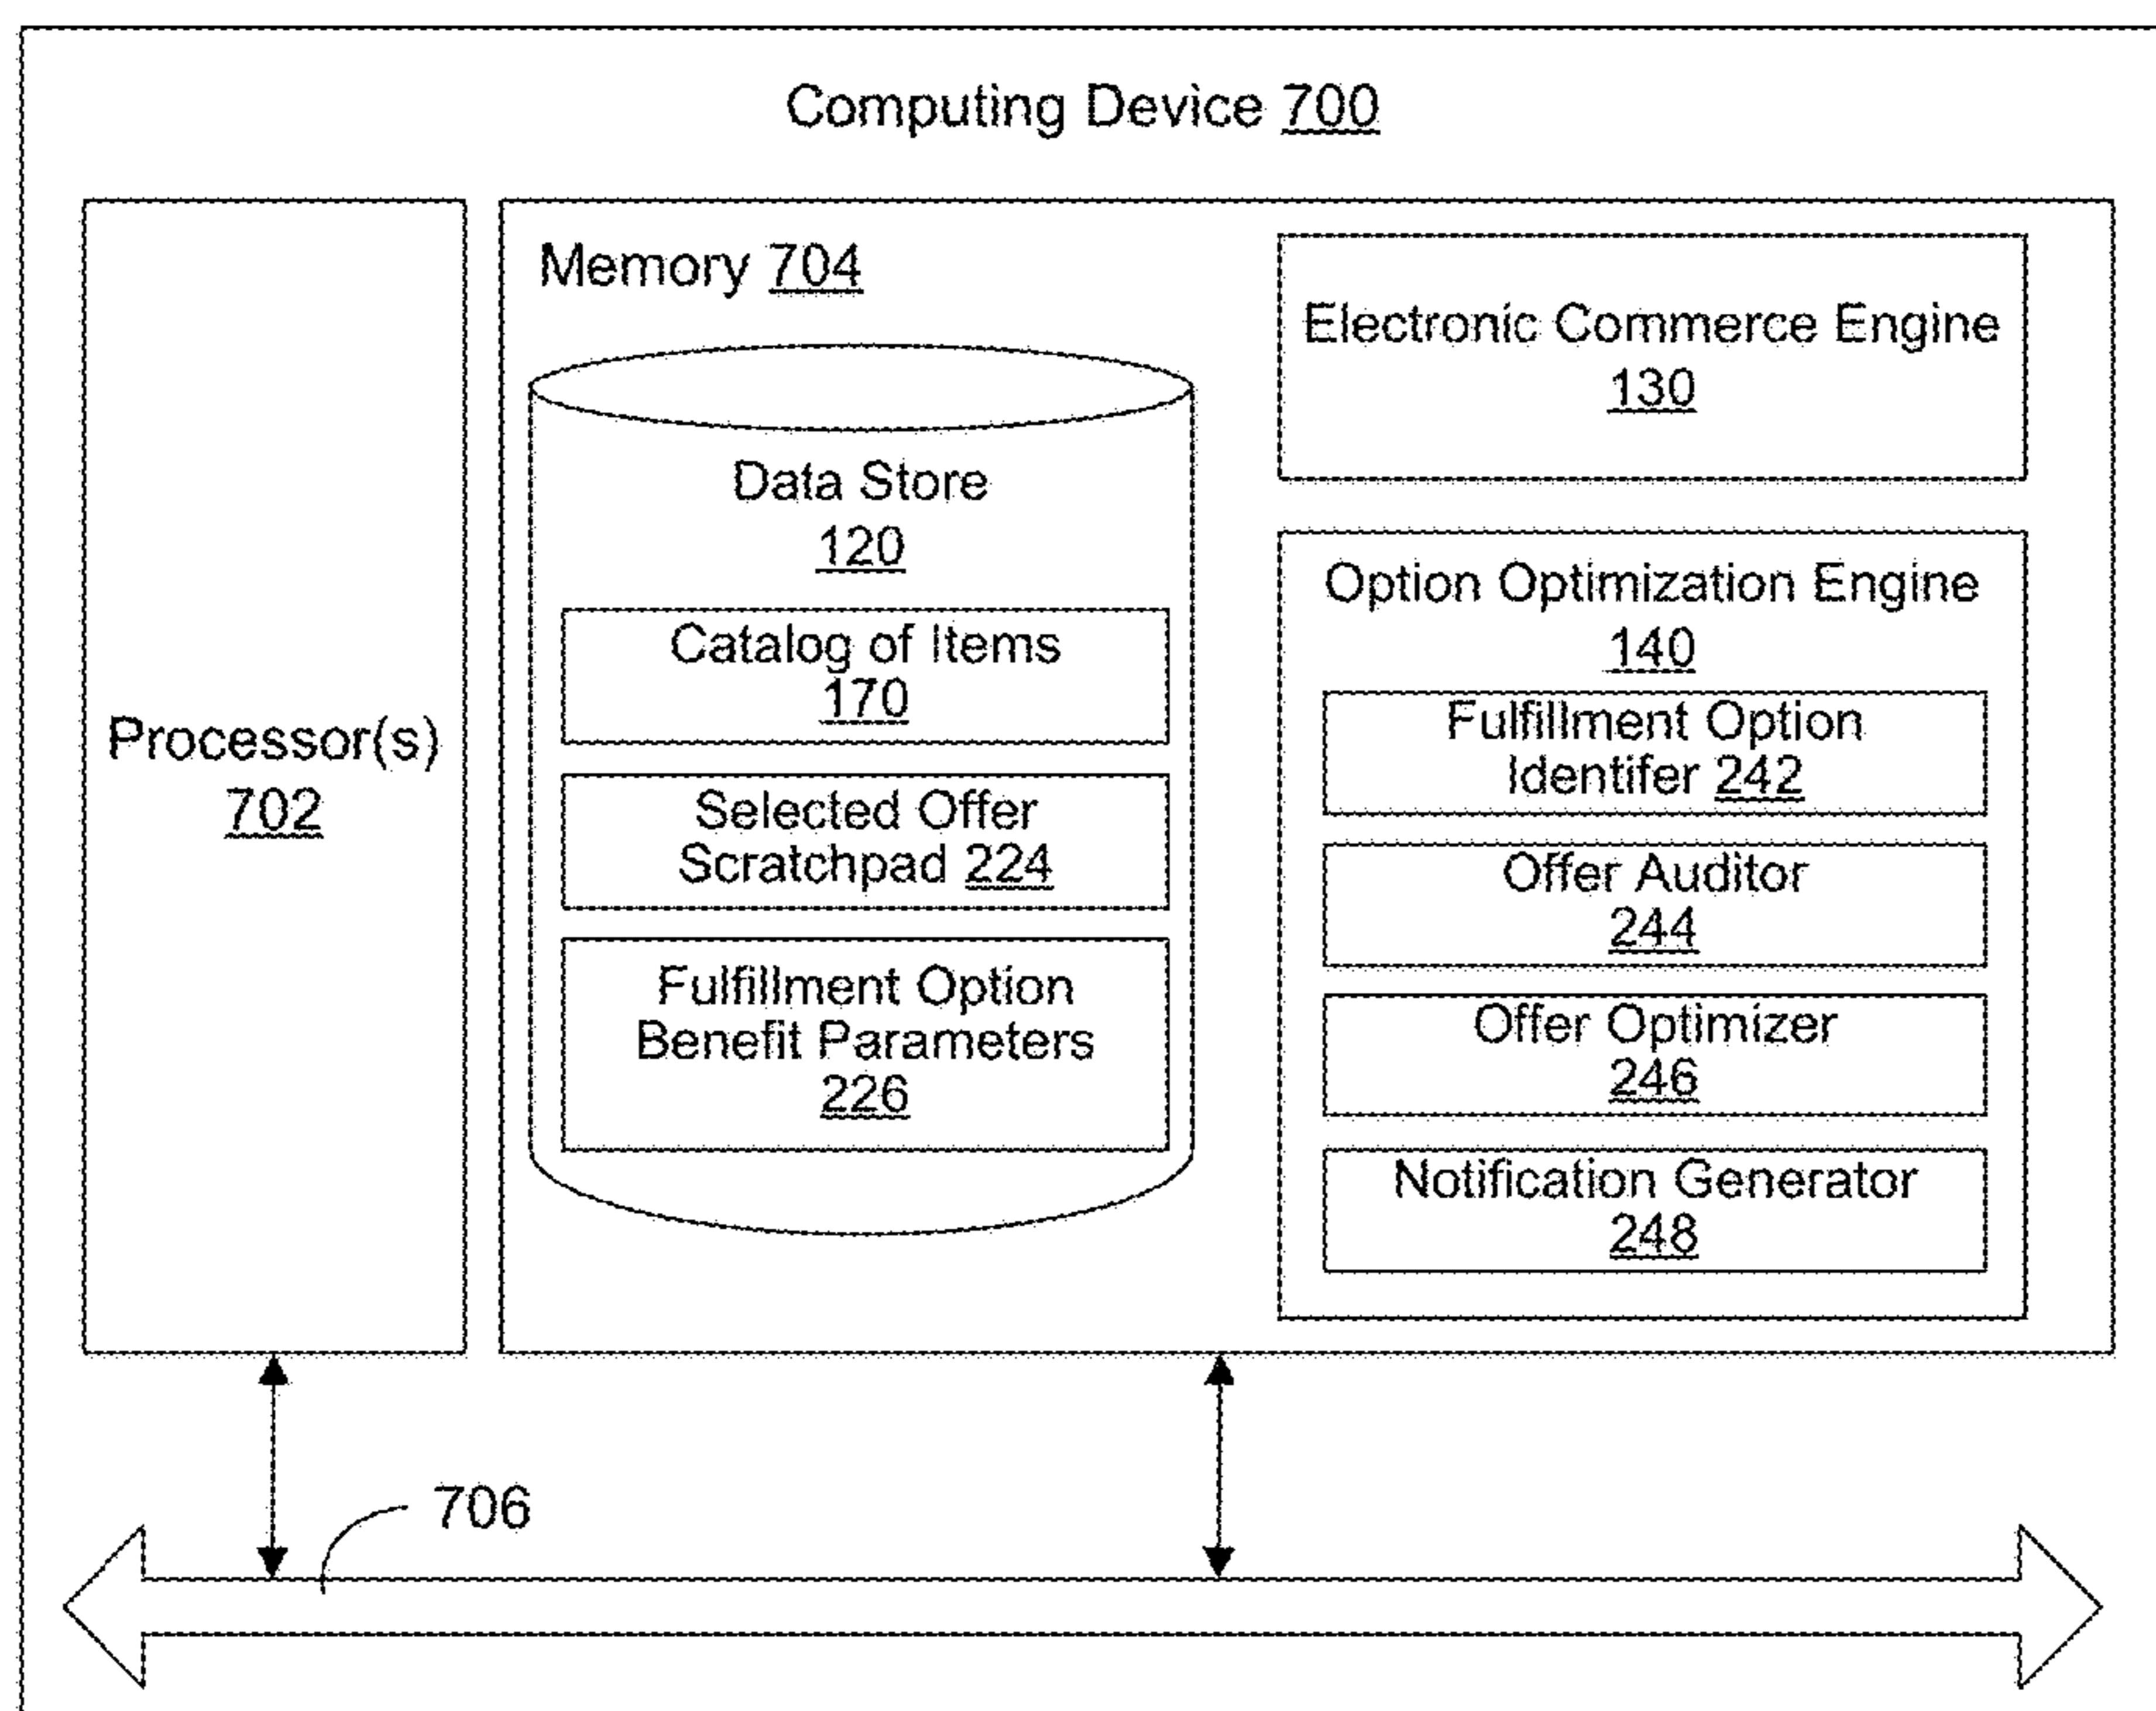 Computing Device 700
Processor(s)
702
Memory 704
Data Store
120
Catalog of Items
170
Selected Offer
Scratchpad 224
Fulfillment Option
Benefit Parameters
226
Electronic Commerce Engine
130
Option Optimization Engine
140
Fulfillment Option
Identifer 242
Offer Auditor
244
Offer Optimizer
246
Notification Generator
248
706